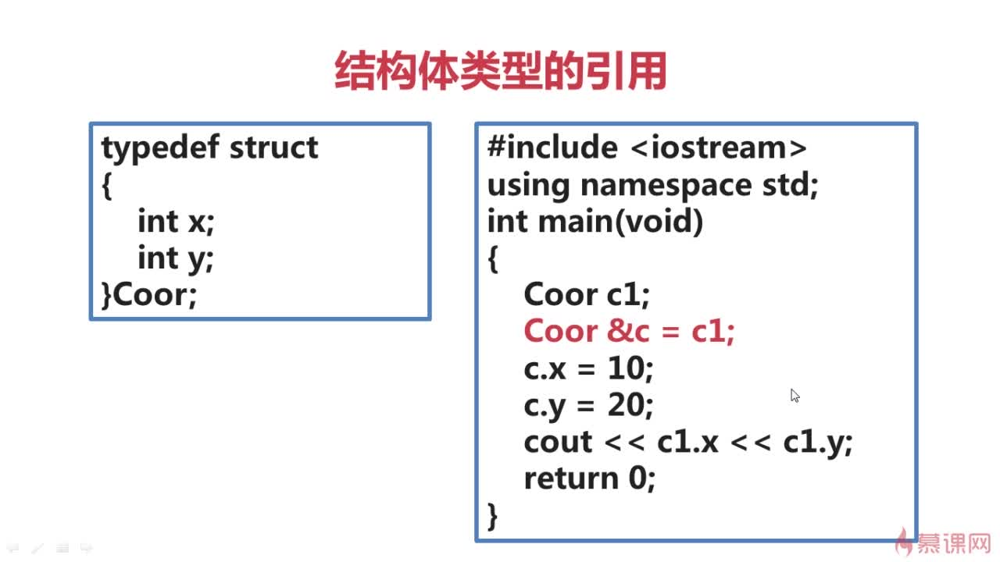 结构体类型的引用
typedef struct
{
    int x;
    int y;
}Coor;
#include <iostream>
using namespace std;
int main(void)
{
    Coor c1;
    Coor &c = c1;
    c.x = 10;
    c.y = 20;
    cout << c1.x << c1.y;
    return 0;
}
慕课网